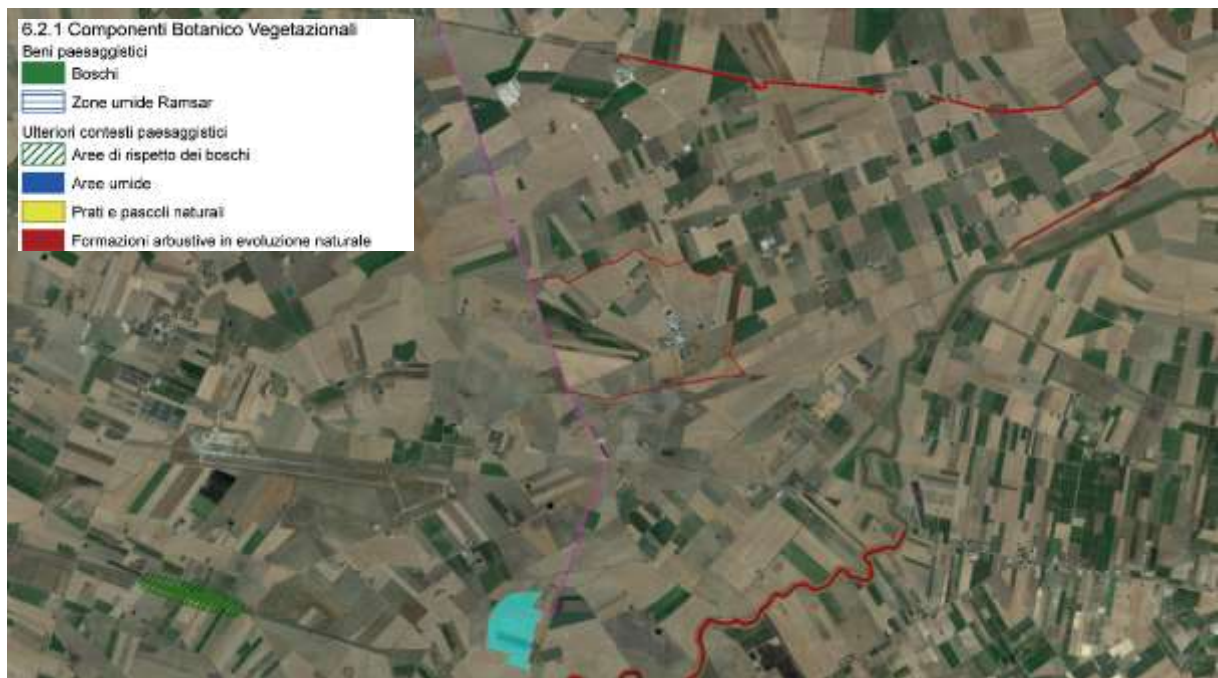 6.2.1 Componenti Botanico Vegetazionali
Beni paesaggistici
Boschi
Zone umide Ramsar
Ulteriori contesti paesaggistici
Aree di rispetto dei boschi
Aree umide
Prati e pascoli naturali
Formazioni arbustive in evoluzione naturale